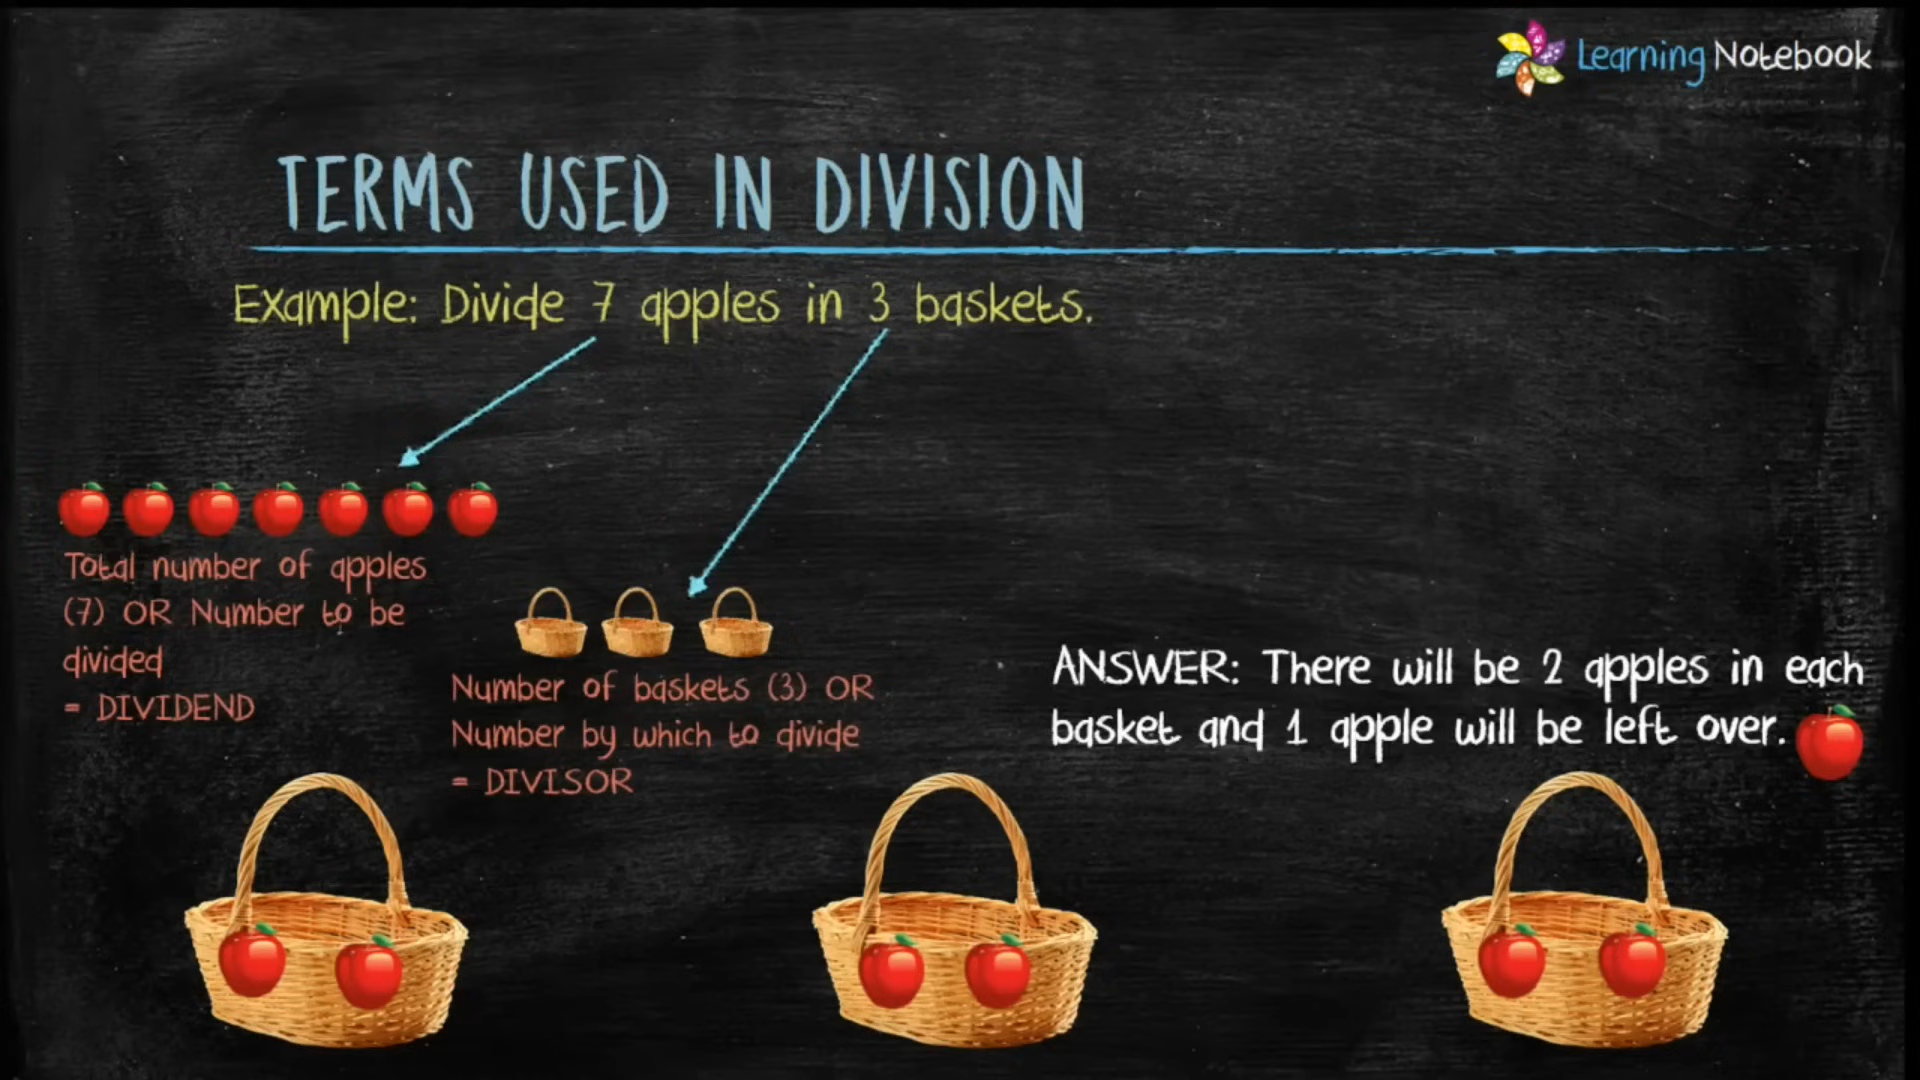 Learning Notebook
TERMS USED IN DIVISION
Example: Divide 7 apples in 3 baskets.
Total number of apples
(7) OR Number to be
divided
= DIVIDEND
Number of baskets (3) OR
Number by which to divide
= DIVISOR
ANSWER: There will be 2 apples in each
basket and 1 apple will be left over.